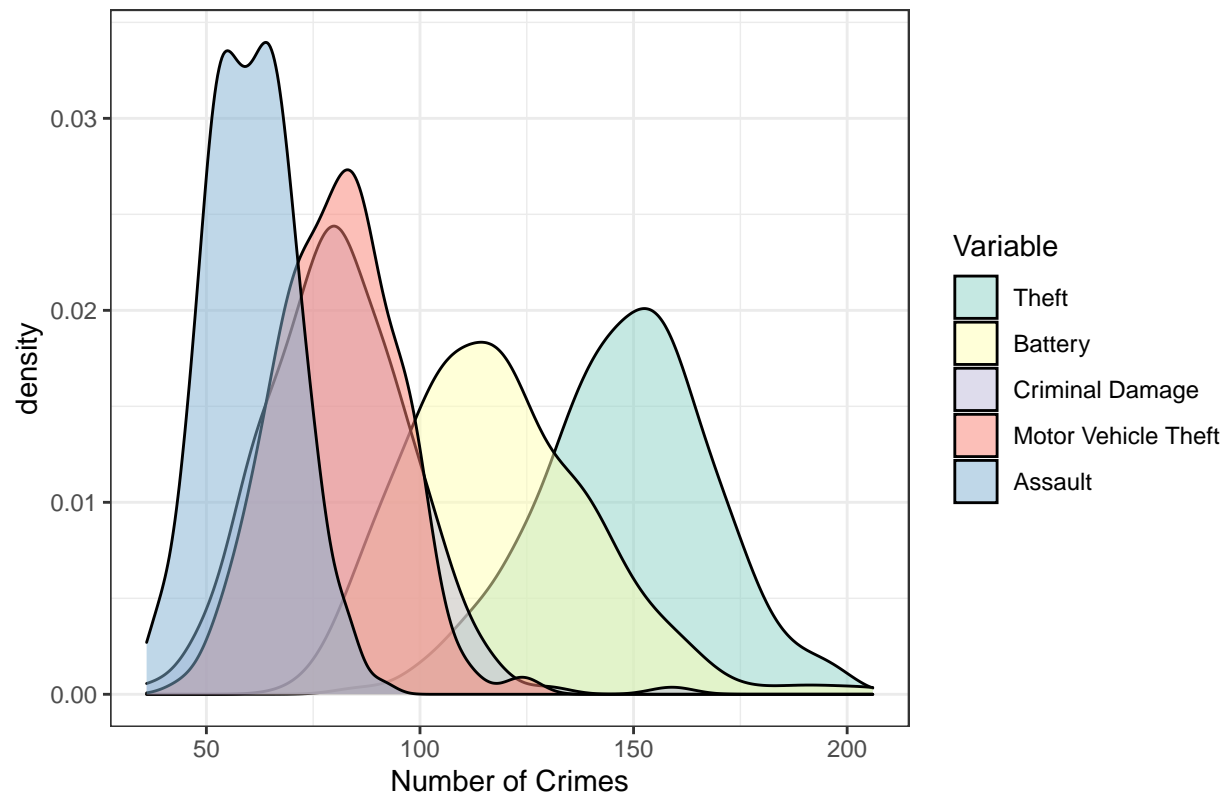 0.03
0.02
0.01
0.00
density
50 100 150 200
Number of Crimes
Variable
Theft
Battery
Criminal Damage
Motor Vehicle Theft
Assault